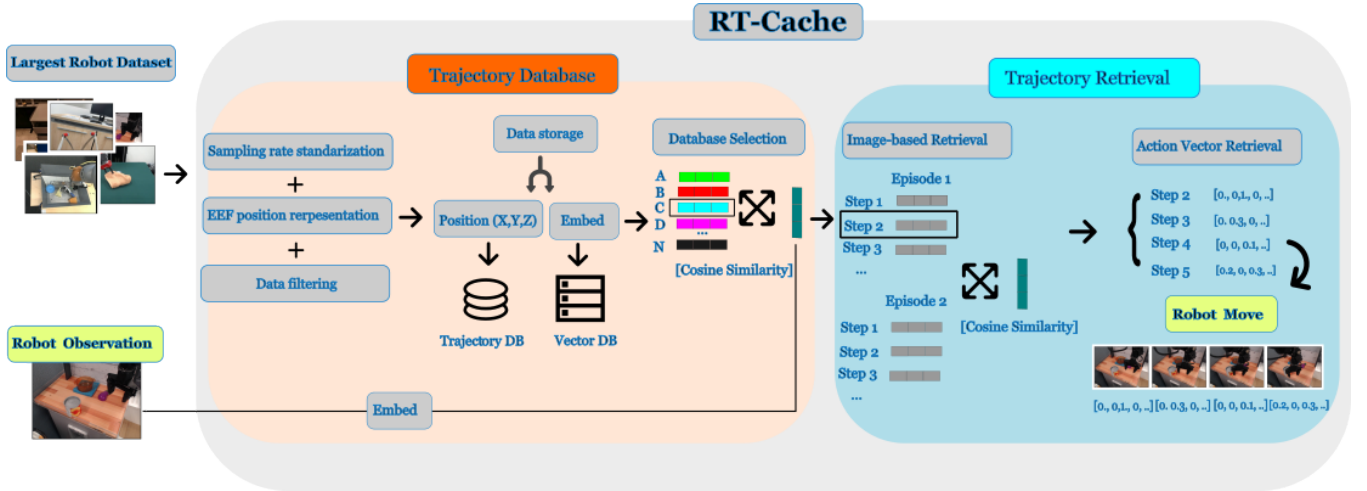 RT-Cache
Largest Robot Dataset
Trajectory Database
Trajectory Retrieval
Sampling rate standarization
+
EEF position rerpesentation
+
Data filtering
Data storage
Position (X,Y,Z)
Embed
Trajectory DB
Vector DB
Database Selection
A
B
C
D
...
N
[Cosine Similarity]
Robot Observation
Embed
Image-based Retrieval
Episode 1
Step 1
Step 2
Step 3
...
Episode 2
Step 1
Step 2
Step 3
...
[Cosine Similarity]
Action Vector Retrieval
Step 2 [0., 0,1., 0, ..]
Step 3 [0. 0.3, 0, ..]
Step 4 [0, 0, 0.1, ..]
Step 5 [0.2, 0, 0.3, ..]
Robot Move
[0., 0,1., 0, ..] [0. 0.3, 0, ..] [0, 0, 0.1, ..] [0.2, 0, 0.3, ..]